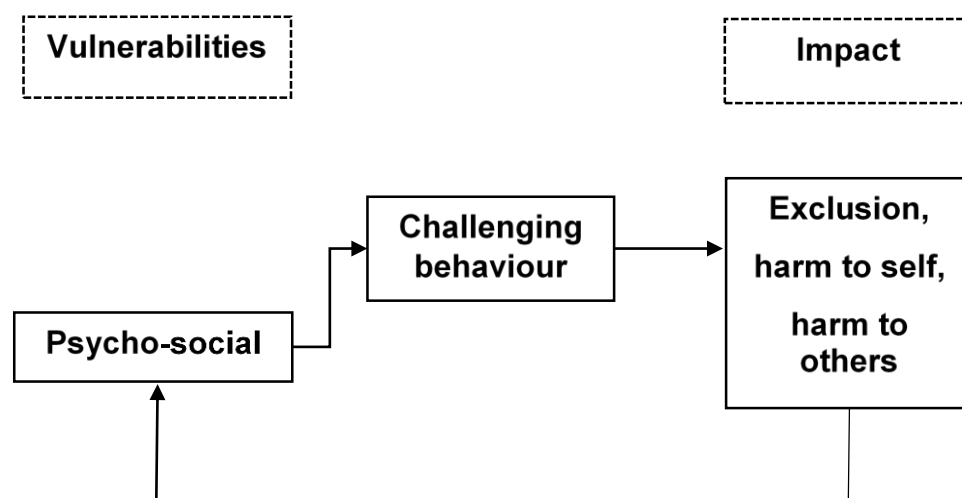 Vulnerabilities
Impact
Exclusion,
harm to self,
harm to
others
Challenging
behaviour
Psycho-social